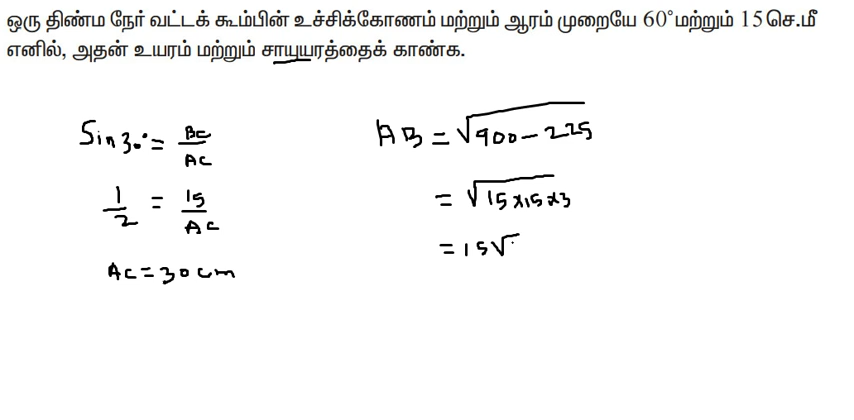 ஒரு திண்ம நேர் வட்டக் கூம்பின் உச்சிக்கோணம் மற்றும் ஆரம் முறையே 60° மற்றும் 15 செ.மீ
எனில், அதன் உயரம் மற்றும் சாயுயரத்தைக் காண்க.
Sin 30° = BC/AC
1/2 = 15/AC
AC = 30 cm
AB = √900 - 225
= √15 x 15 x 3
= 15√